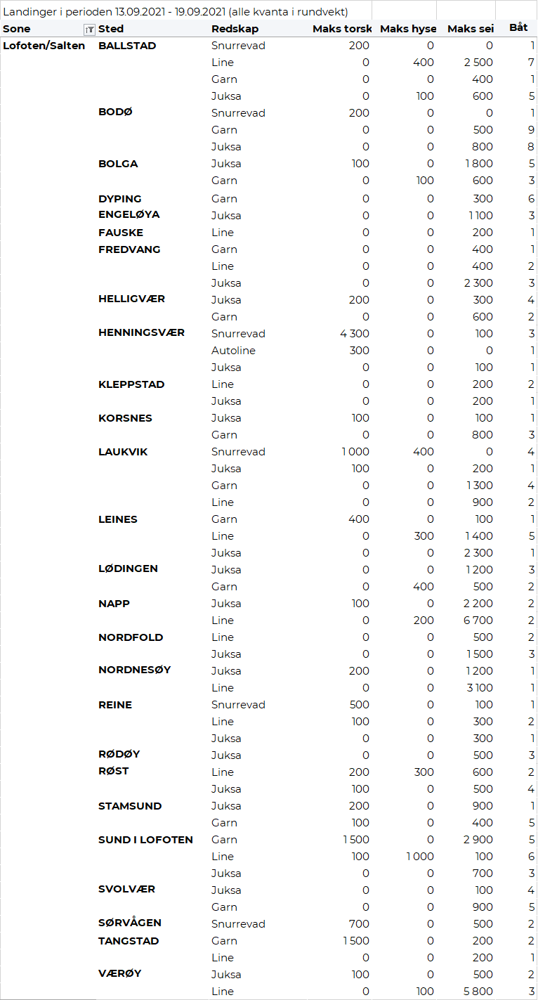 Landinger i perioden 13.09.2021 - 19.09.2021 (alle kvanta i rundvekt)
Sone Sted Redskap Maks torsk Maks hyse Maks sei Båt
Lofoten/Salten BALLSTAD Snurrevad 200 0 0 1
Line 0 400 2 500 7
Garn 0 0 400 1
Juksa 0 100 600 5
BODØ Snurrevad 200 0 0 1
Garn 0 0 500 9
Juksa 0 0 800 8
BOLGA Juksa 100 0 1 800 5
Garn 0 100 600 3
DYPING Garn 0 0 300 6
ENGELØYA Juksa 0 0 1 100 3
FAUSKE Line 0 0 200 1
FREDVANG Garn 0 0 400 1
Line 0 0 400 2
Juksa 0 0 2 300 3
HELLIGVÆR Juksa 200 0 300 4
Garn 0 0 600 2
HENNINGSVÆR Snurrevad 4 300 0 100 3
Autoline 300 0 0 1
Juksa 0 0 100 1
KLEPPSTAD Line 0 0 200 2
Juksa 0 0 200 1
KORSNES Juksa 100 0 100 1
Garn 0 0 800 3
LAUKVIK Snurrevad 1 000 400 0 4
Juksa 100 0 200 1
Garn 0 0 1 300 4
Line 0 0 900 2
LEINES Garn 400 0 100 1
Line 0 300 1 400 5
Juksa 0 0 2 300 1
LØDINGEN Juksa 0 0 1 200 3
Garn 0 400 500 2
NAPP Juksa 100 0 2 200 2
Line 0 200 6 700 2
NORDFOLD Line 0 0 500 2
Juksa 0 0 1 500 3
NORDNESØY Juksa 200 0 1 200 1
Line 0 0 3 100 1
REINE Snurrevad 500 0 100 1
Line 100 0 300 2
Juksa 0 0 300 1
RØDØY Juksa 0 0 500 3
RØST Line 200 300 600 2
Juksa 100 0 500 4
STAMSUND Juksa 200 0 900 1
Garn 100 0 400 5
SUND I LOFOTEN Garn 1 500 0 2 900 5
Line 100 1 000 100 6
Juksa 0 0 700 3
SVOLVÆR Juksa 0 0 100 4
Garn 0 0 900 5
SØRVÅGEN Snurrevad 700 0 500 2
TANGSTAD Garn 1 500 0 200 2
Line 0 0 200 1
VÆRØY Juksa 100 0 500 2
Line 0 100 5 800 3